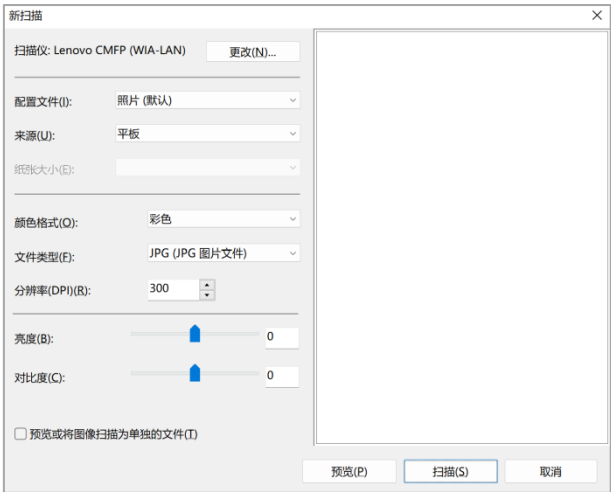 新扫描
扫描仪: Lenovo CMFP (WIA-LAN)
更改(N)...
配置文件(I):
照片 (默认)
来源(U):
平板
纸张大小(E):
颜色格式(O):
彩色
文件类型(F):
JPG (JPG 图片文件)
分辨率(DPI)(R):
300
亮度(B):
0
对比度(C):
0
预览或将图像扫描为单独的文件(T)
预览(P)
扫描(S)
取消